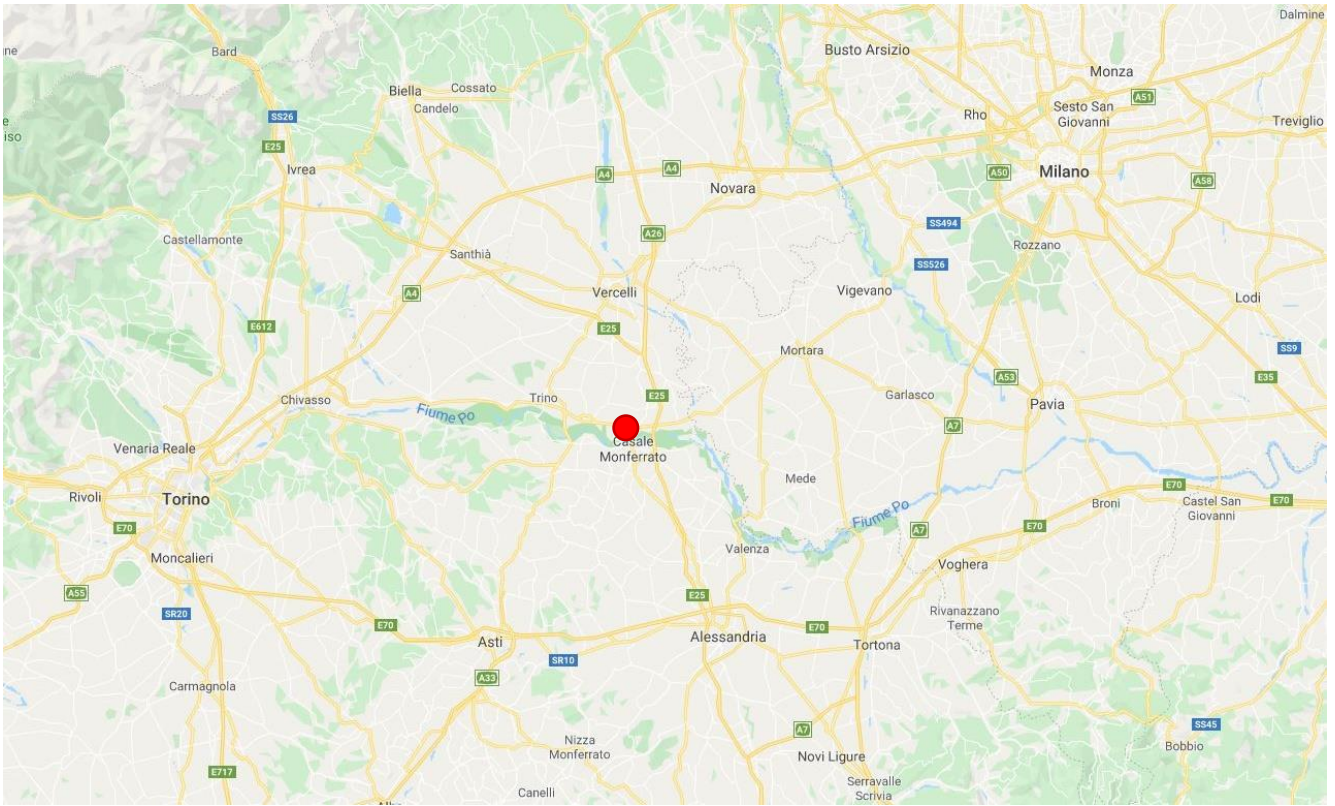 Dalmine
Bard
Busto Arsizio
Monza
Biella
Cossato
Candelo
A51
SS26
Rho
Sesto San
Giovanni
Treviglio
iso
E25
Ivrea
A4
A4
Novara
A50
Milano
A58
SS494
A26
Castellamonte
Rozzano
Santhià
SS526
A4
Vercelli
Vigevano
Lodi
E612
E25
SS9
Mortara
A53
E35
Chivasso
Trino
E25
Garlasco
Pavia
Fiume Po
A7
Venaria Reale
Casale
Monferrato
Mede
E70
Rivoli
Torino
Fiume Po
Broni
Castel San
Giovanni
E70
E70
A7
E70
Moncalieri
Valenza
Voghera
A55
E25
SR20
Rivanazzano
Terme
E70
Asti
Alessandria
E70
Tortona
SR10
A33
Carmagnola
SS45
A7
Nizza
Monferrato
Bobbio
Novi Ligure
E717
Serravalle
Scrivia
Canelli